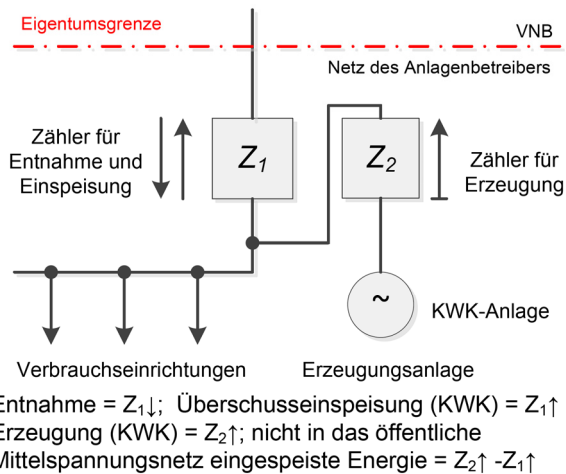 Eigentumsgrenze
VNB
Netz des Anlagenbetreibers
Zähler für
Entnahme und
Einspeisung
Z1
Z2
Zähler für
Erzeugung
~
KWK-Anlage
Verbrauchseinrichtungen
Erzeugungsanlage
Entnahme = Z1↓; Überschusseinspeisung (KWK) = Z1↑
Erzeugung (KWK) = Z2↑; nicht in das öffentliche
Mittelspannungsnetz eingespeiste Energie = Z2↑ -Z1↑